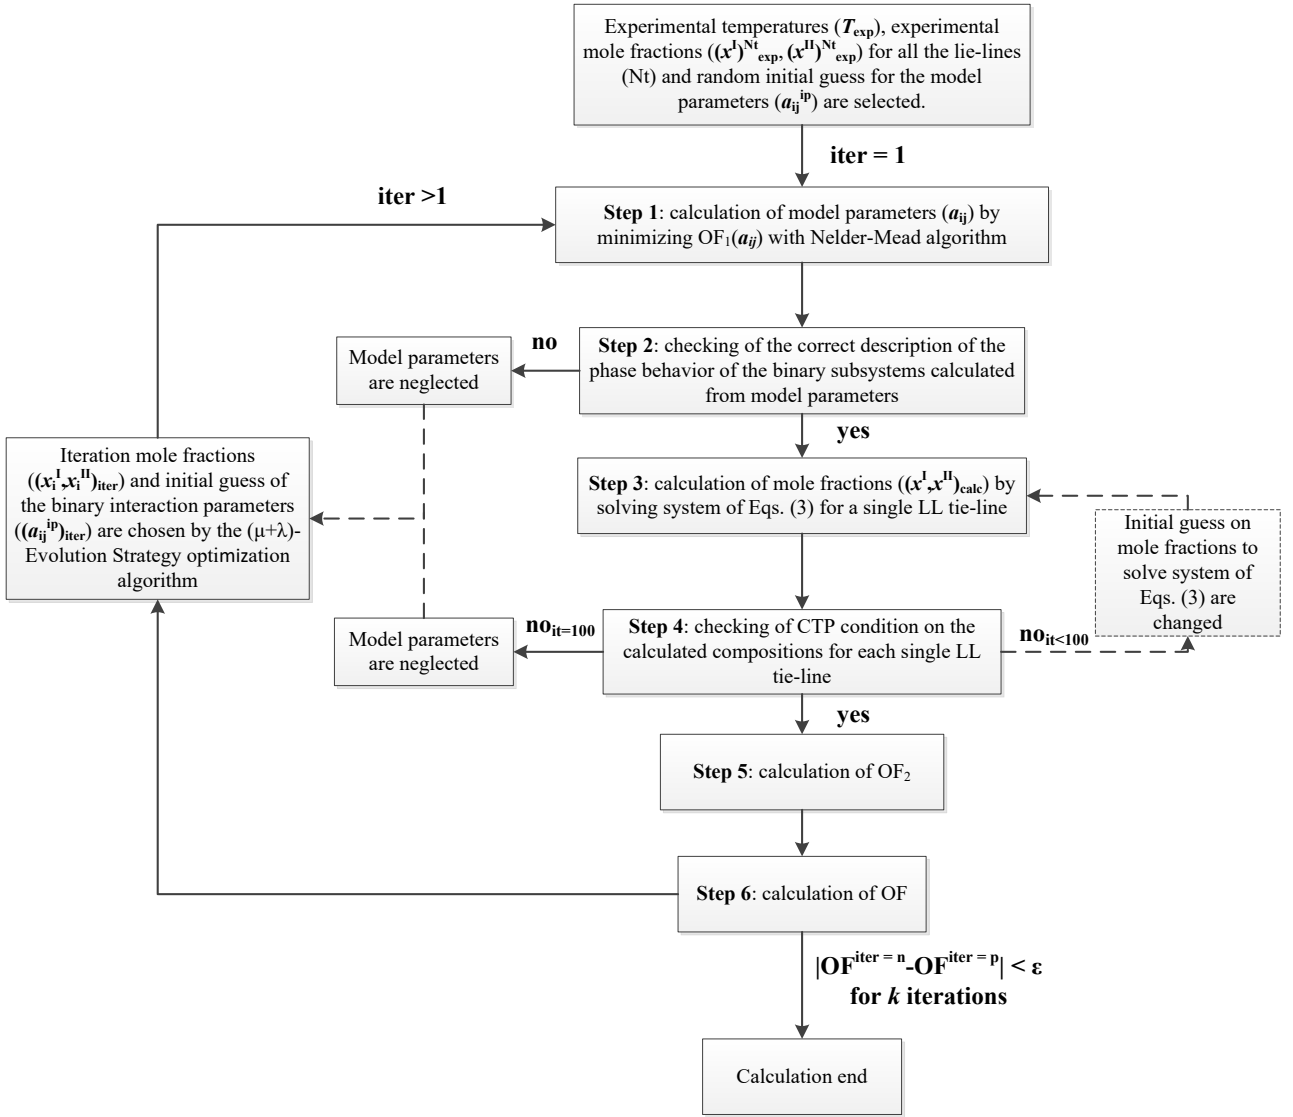 Experimental temperatures (Texp), experimental
mole fractions ((xI)Ntexp, (xII)Ntexp) for all the lie-lines
(Nt) and random initial guess for the model
parameters (aijip) are selected.
iter = 1
iter >1
Step 1: calculation of model parameters (aij) by
minimizing OF1(aij) with Nelder-Mead algorithm
no
Model parameters
are neglected
Step 2: checking of the correct description of the
phase behavior of the binary subsystems calculated
from model parameters
yes
Iteration mole fractions
((xiI,xiII)iter) and initial guess of
the binary interaction parameters
((aijip)iter) are chosen by the (μ+λ)-
Evolution Strategy optimization
algorithm
Step 3: calculation of mole fractions ((xI,xII)calc) by
solving system of Eqs. (3) for a single LL tie-line
Initial guess on
mole fractions to
solve system of
Eqs. (3) are
changed
noit=100
Model parameters
are neglected
Step 4: checking of CTP condition on the
calculated compositions for each single LL
tie-line
noit<100
yes
Step 5: calculation of OF2
Step 6: calculation of OF
|OFiter = n-OFiter = p| < ε
for k iterations
Calculation end